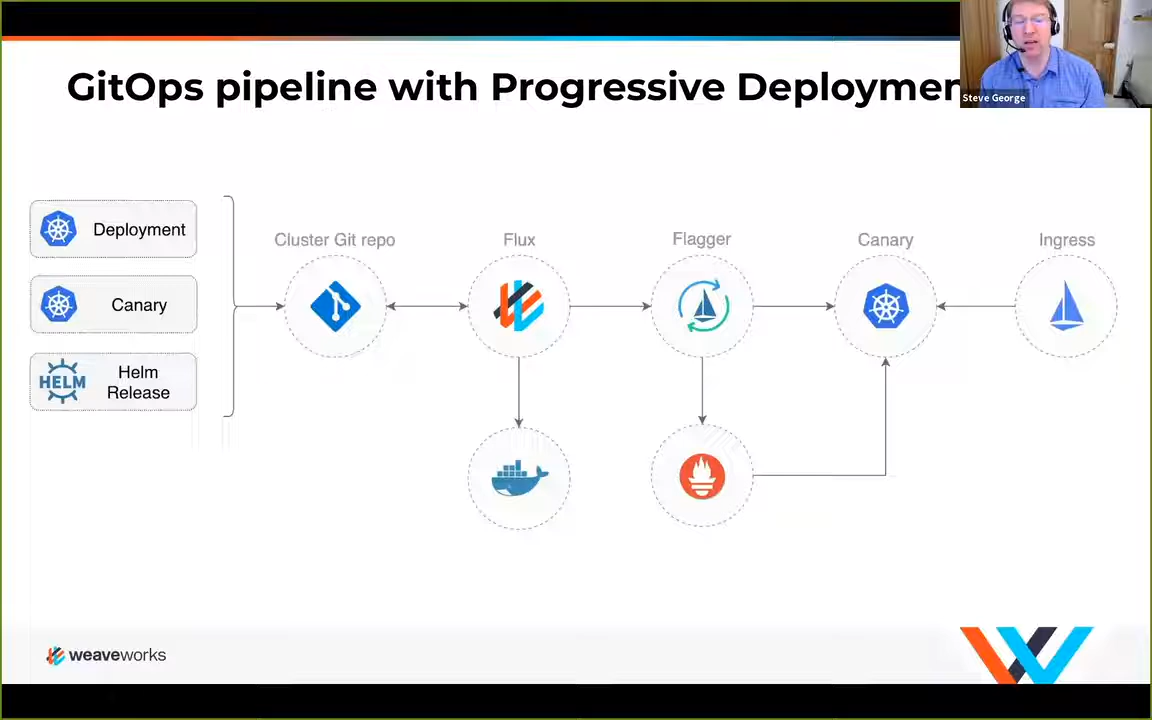 GitOps pipeline with Progressive Deploymen
Steve George
Deployment
Canary
HELM
Helm
Release
Cluster Git repo
Flux
Flagger
Canary
Ingress
weaveworks